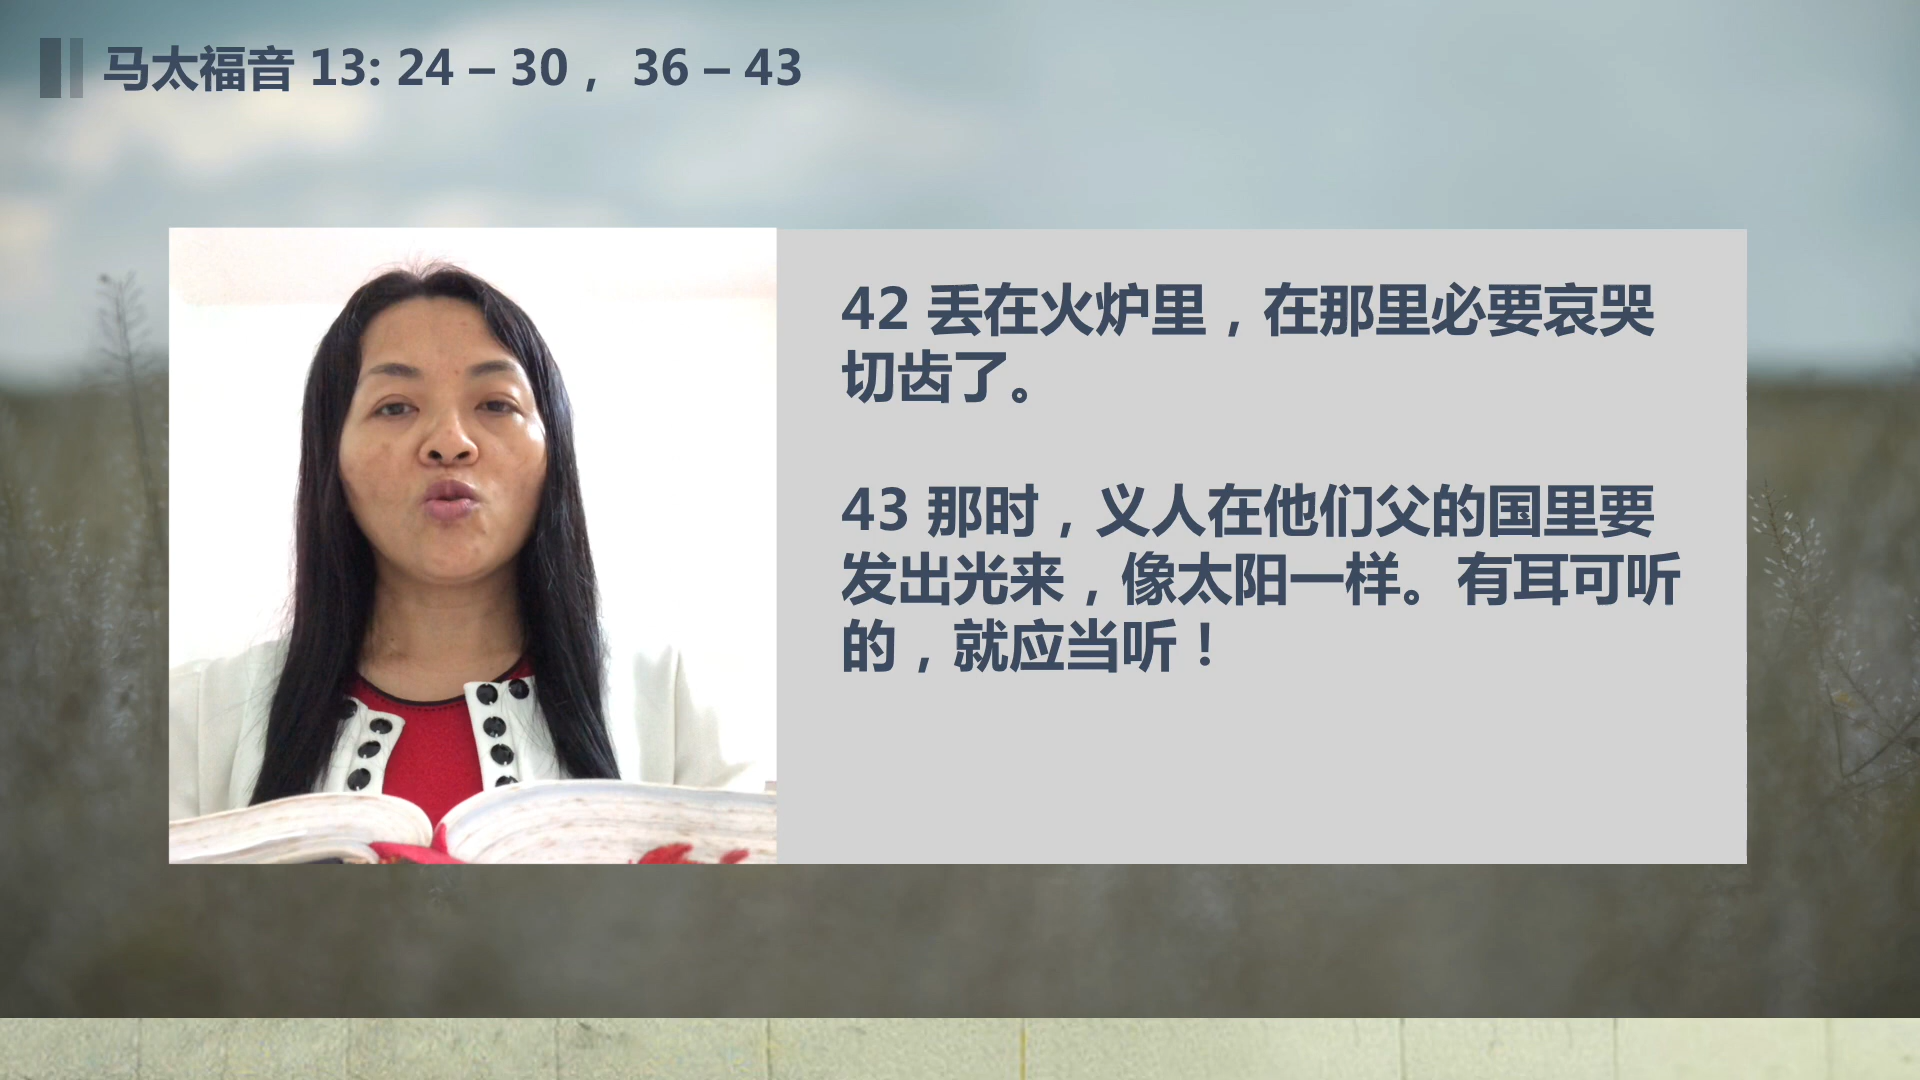 马太福音 13: 24 – 30 ， 36 – 43
42 丢在火炉里，在那里必要哀哭
切齿了。
43 那时，义人在他们父的国里要
发出光来，像太阳一样。有耳可听
的，就应当听！